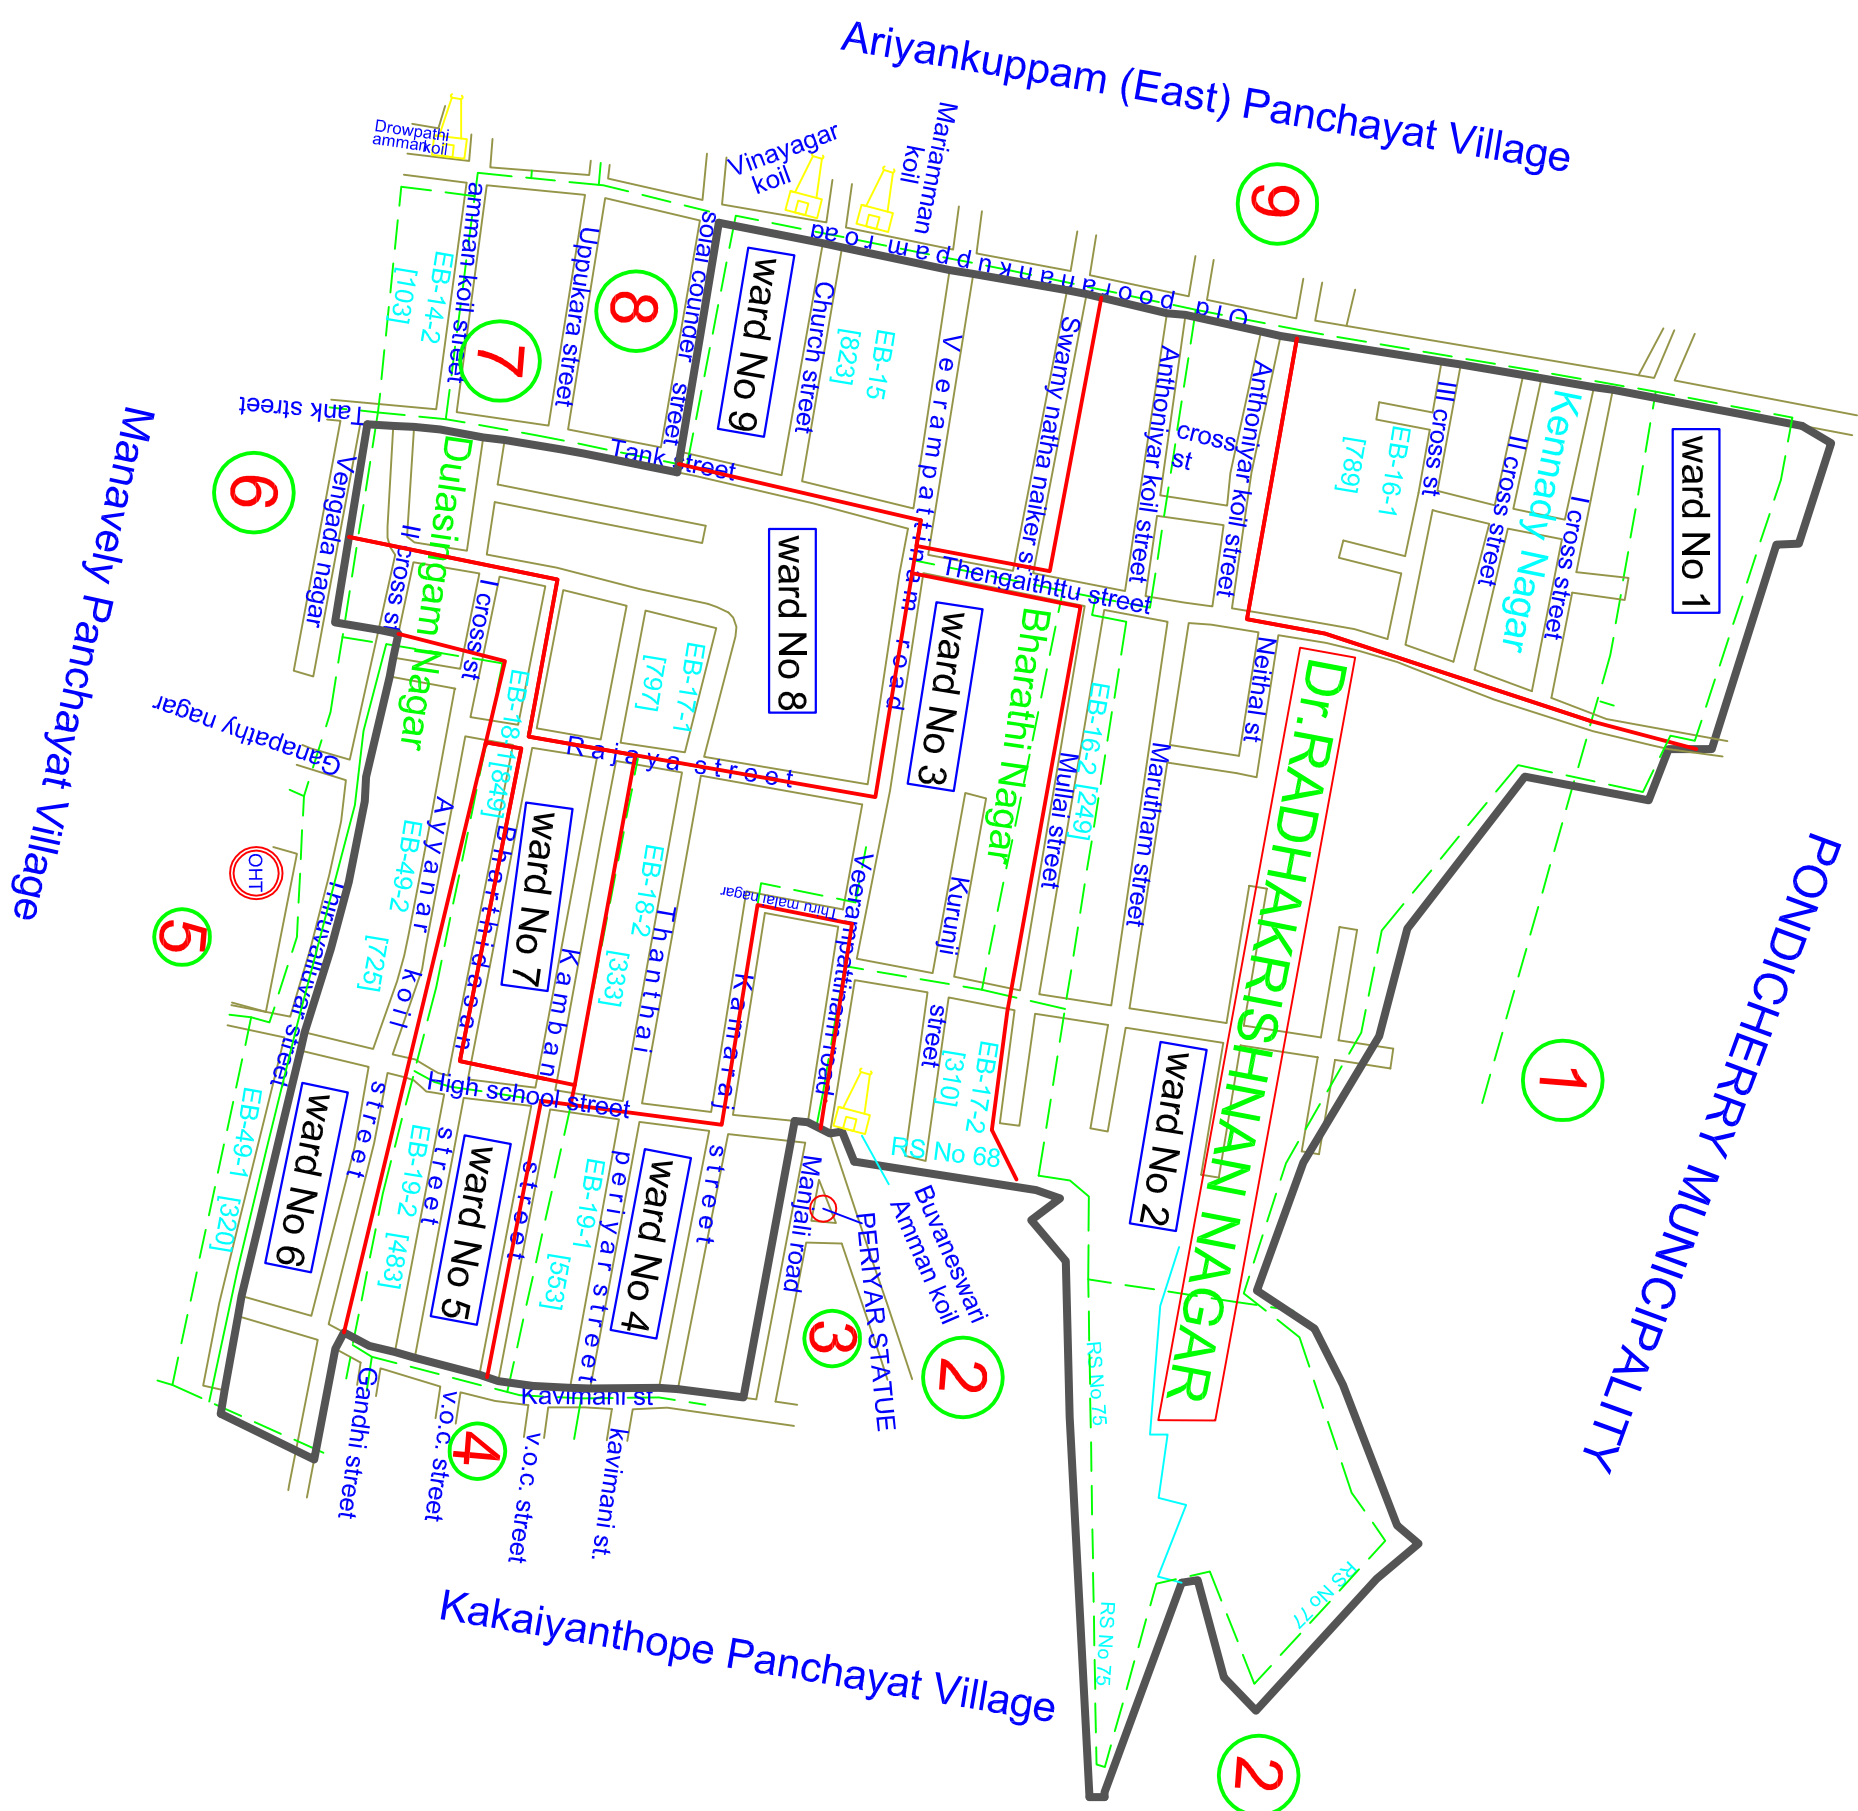 Ariyankuppam (East) Panchayat Village
9
Drowpathi
ammankoil
Vinayagar
koil
Mariamman
koil
Old pooranankuppam road
amman koil street
EB-14-2
[103]
7
Uppukara street
8
solai counder street
ward No 9
Church street
EB-15
[823]
Veerampattinam road
Swamy natha naiker s
Anthoniyar koil street
cross
st
Anthoniyar koil street
III cross st
EB-16-1
[789]
II cross street
Kennady Nagar
I cross street
ward No 1
Tank street
Tank street
Manavely Panchayat Village
6
Vengada nagar
Dulasingam Nagar
II cross st
I cross st
ward No 8
Thengaithttu street
ward No 3
Bharathi Nagar
Neithal st
Dr.RADHAKRISHNAN NAGAR
EB-17-1
[797]
EB-18-1[849]
EB-16-2 [249]
Mullai street
Marutham street
Ganapathy nagar
Rajaya street
PONDICHERRY MUNICIPALITY
OHT
5
Ayyanar koil street
EB-49-2 [725]
Bharthidasan street
ward No 7
Kamban street
EB-18-2 [333]
Thanthai periyar street
Thiru malai nagar
Kamaraj street
Veerampattinam road
Kurunji street
EB-17-2
[310]
1
Thiruvalluvar street
High school street
RS No 68
ward No 2
EB-49-1 [320]
ward No 6
EB-19-2 [483]
ward No 5
EB-19-1 [553]
ward No 4
Manjali road
PERIYAR STATUE
Buvaneswari
Amman koil
3
2
RS No 75
Kavimani st
Gandhi street
v.o.c. street
4
v.o.c. street
kavimani st.
Kakaiyanthope Panchayat Village
RS No 75
RS No 77
2